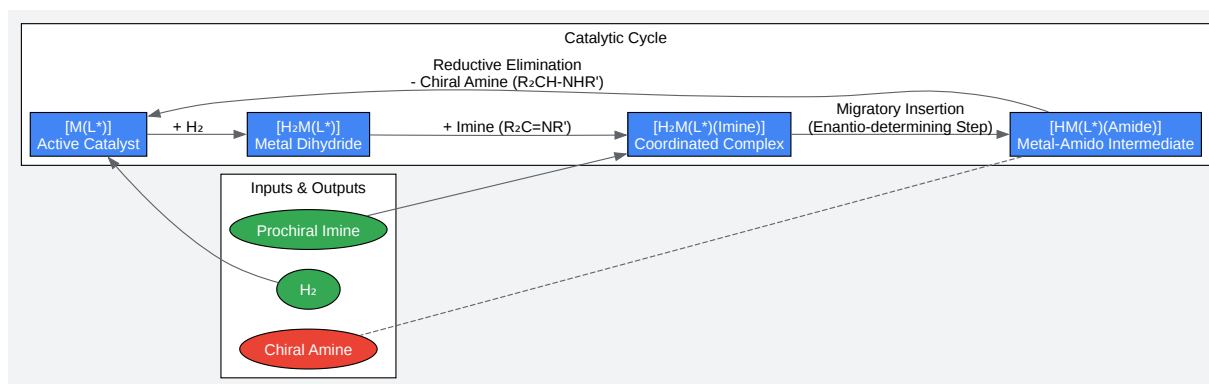 Catalytic Cycle
Reductive Elimination
- Chiral Amine (R₂CH-NHR')
[M(L*)]
Active Catalyst
+ H₂
[H₂M(L*)]
Metal Dihydride
+ Imine (R₂C=NR')
[H₂M(L*)(Imine)]
Coordinated Complex
Migratory Insertion
(Enantio-determining Step)
[HM(L*)(Amide)]
Metal-Amido Intermediate
Inputs & Outputs
Prochiral Imine
H₂
Chiral Amine